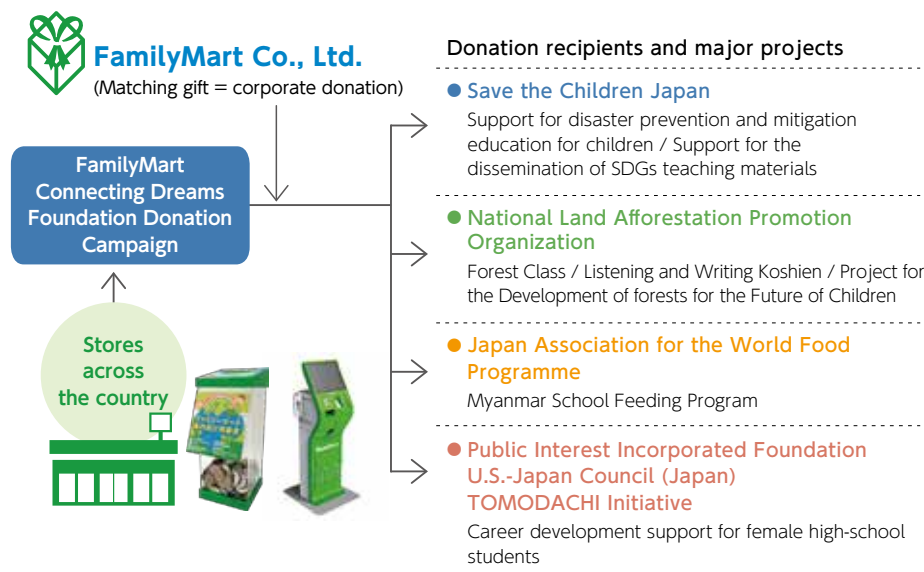 FamilyMart Co., Ltd.
(Matching gift = corporate donation)
FamilyMart
Connecting Dreams
Foundation Donation
Campaign
Stores
across
the country
Donation recipients and major projects
● Save the Children Japan
Support for disaster prevention and mitigation
education for children / Support for the
dissemination of SDGs teaching materials
● National Land Afforestation Promotion
Organization
Forest Class / Listening and Writing Koshien / Project for
the Development of forests for the Future of Children
● Japan Association for the World Food
Programme
Myanmar School Feeding Program
● Public Interest Incorporated Foundation
U.S.-Japan Council (Japan)
TOMODACHI Initiative
Career development support for female high-school
students